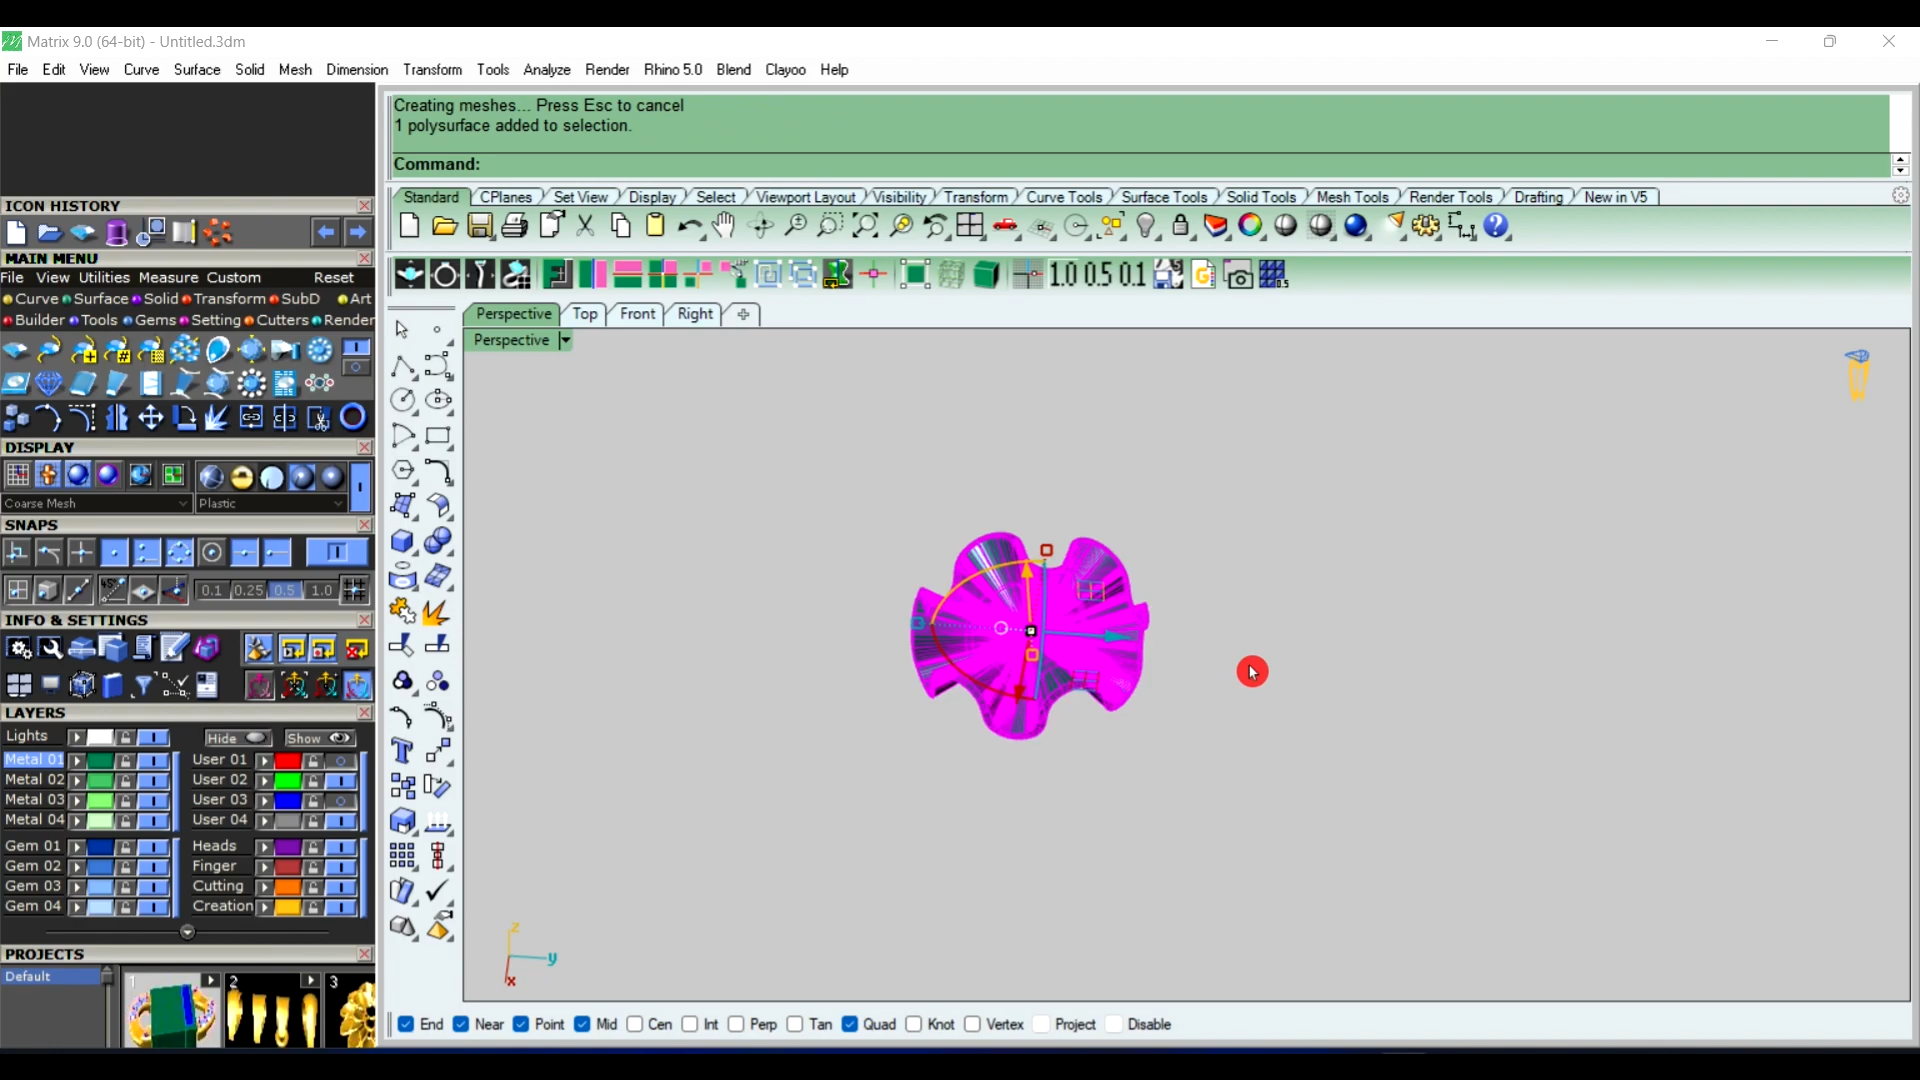 Matrix 9.0 (64-bit) - Untitled.3dm
File Edit View Curve Surface Solid Mesh Dimension Transform Tools Analyze Render Rhino 5.0 Blend Clayoo Help
Creating meshes... Press Esc to cancel
1 polysurface added to selection.
Command:
Standard CPlanes Set View Display Select Viewport Layout Visibility Transform Curve Tools Surface Tools Solid Tools Mesh Tools Render Tools Drafting New in V5
1.0 0.5 0.1
Perspective Top Front Right
Perspective
z
y
x
End Near Point Mid Cen Int Perp Tan Quad Knot Vertex Project Disable
ICON HISTORY
MAIN MENU
File View Utilities Measure Custom Reset
Curve Surface Solid Transform SubD Art
Builder Tools Gems Setting Cutters Render
DISPLAY
Coarse Mesh Plastic
SNAPS
0.1 0.25 0.5 1.0
INFO & SETTINGS
LAYERS
Lights Hide Show
Metal 01 User 01
Metal 02 User 02
Metal 03 User 03
Metal 04 User 04
Gem 01 Heads
Gem 02 Finger
Gem 03 Cutting
Gem 04 Creation
PROJECTS
Default 1 2 3